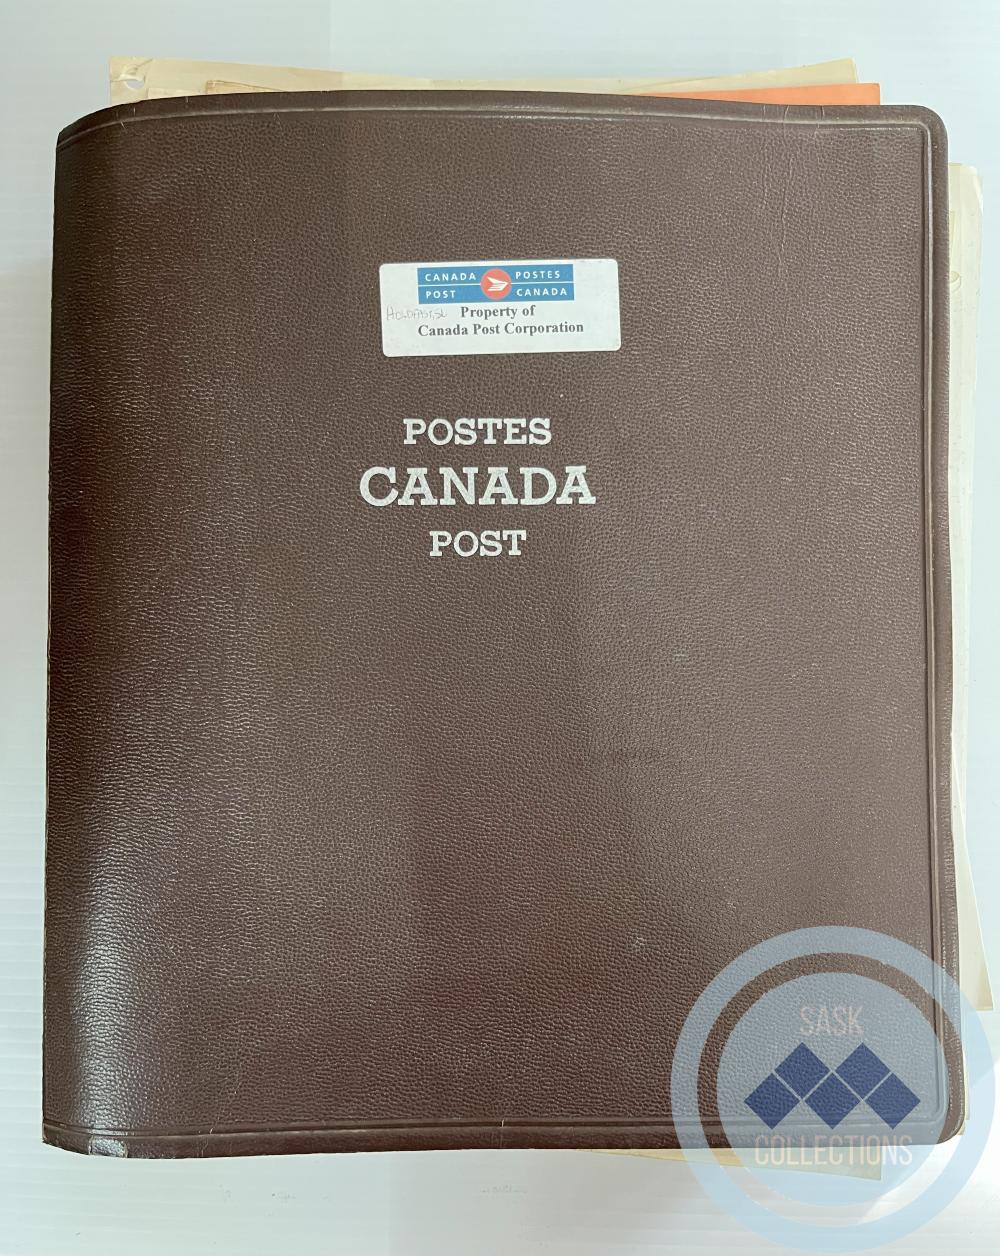 CANADA POSTES
POST CANADA
HOLDFAST, SK Property of
Canada Post Corporation
POSTES
CANADA
POST
SASK
COLLECTIONS